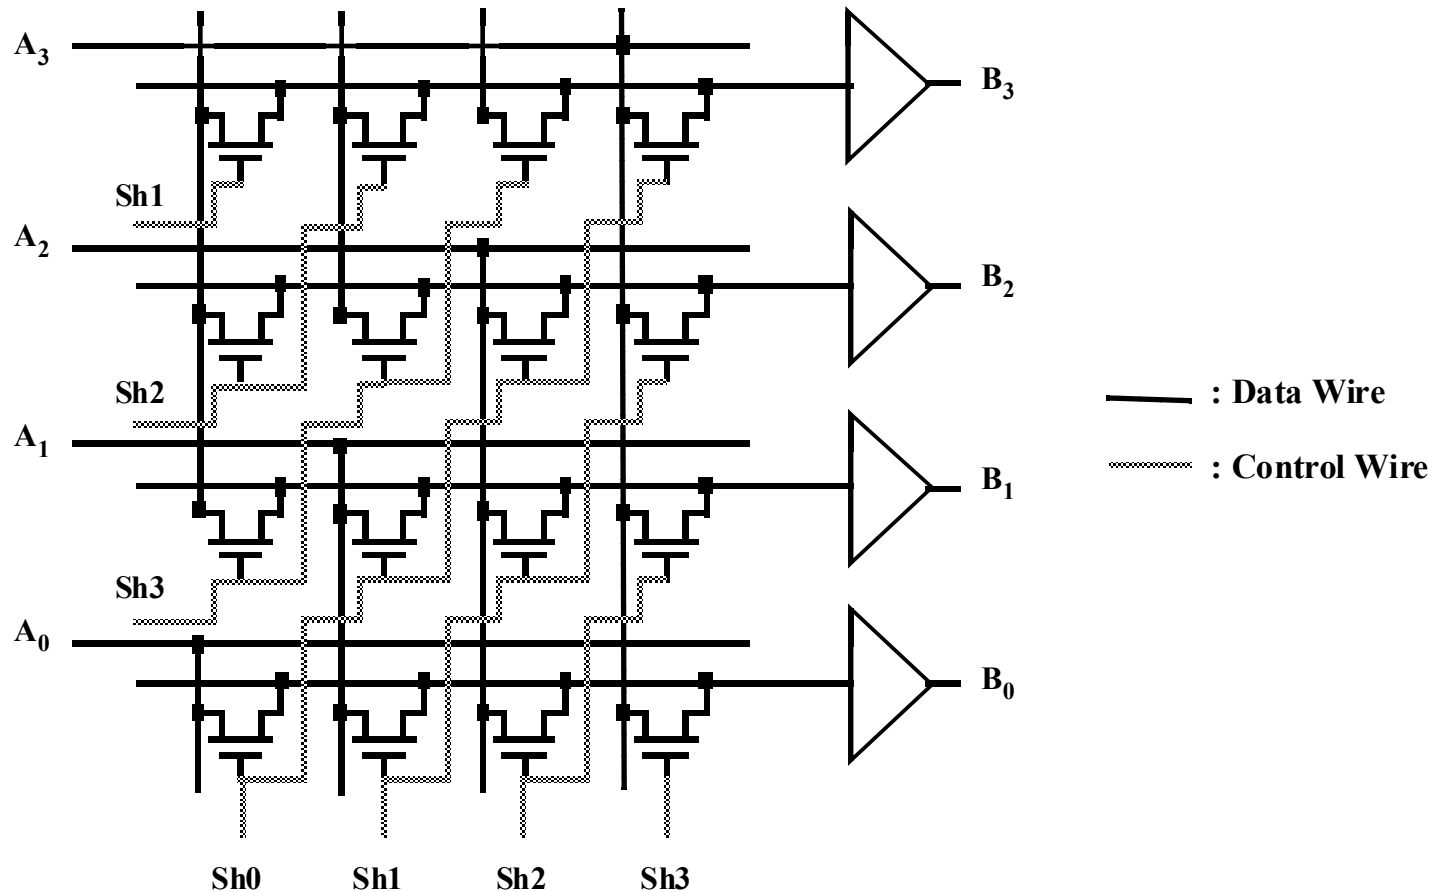 A3
B3
Sh1
A2
B2
Sh2
: Data Wire
A1
: Control Wire
B1
Sh3
A0
B0
Sh0 Sh1 Sh2 Sh3